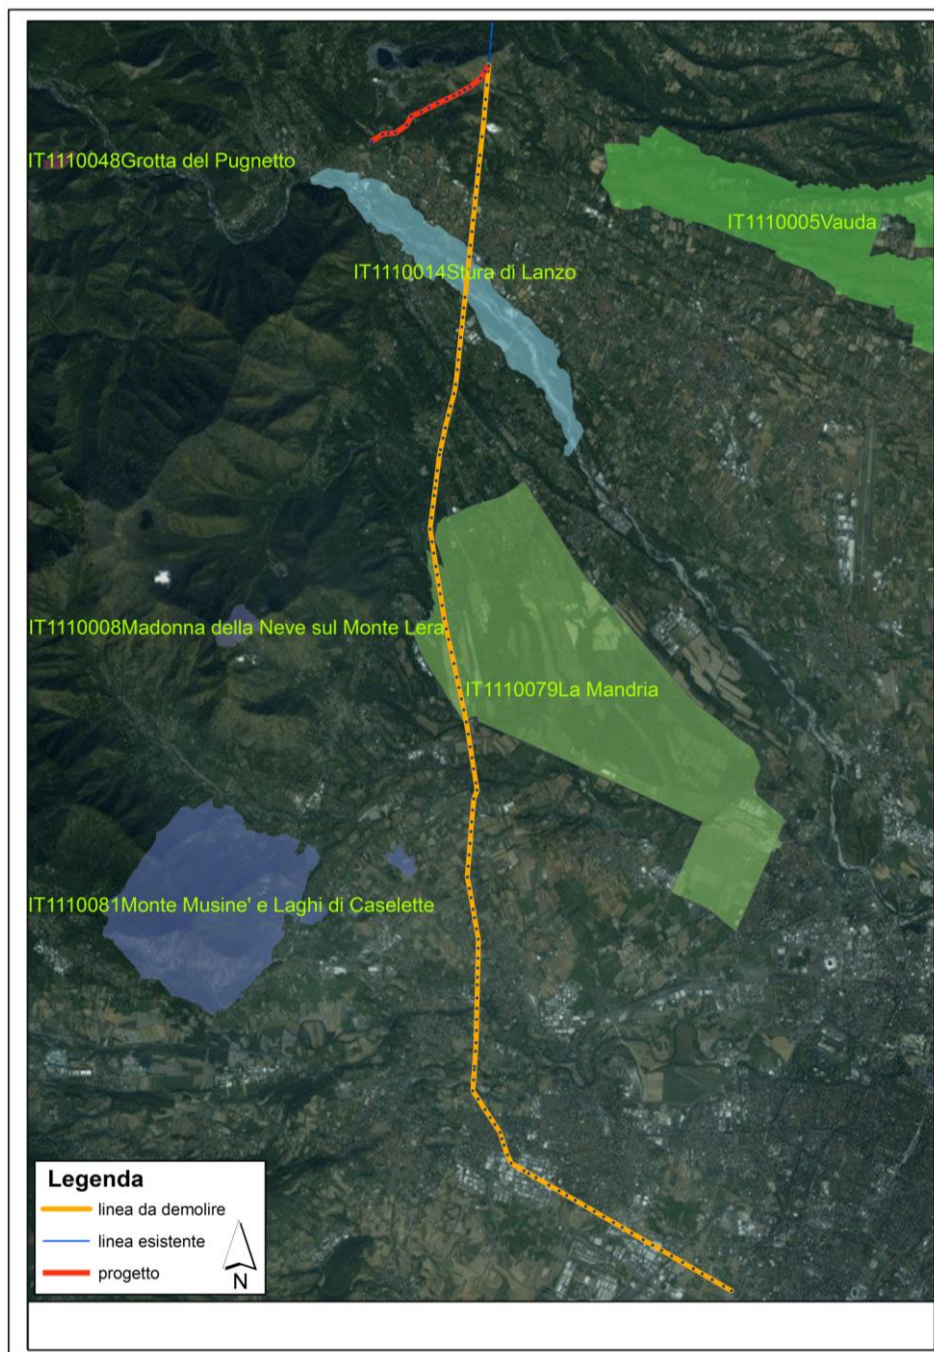 IT1110048Grotta del Pugnetto
IT1110005Vauda
IT1110014Stura di Lanzo
IT1110008Madonna della Neve sul Monte Lera
IT1110079La Mandria
IT1110081Monte Musine' e Laghi di Caselette
Legenda
linea da demolire
linea esistente
progetto
N